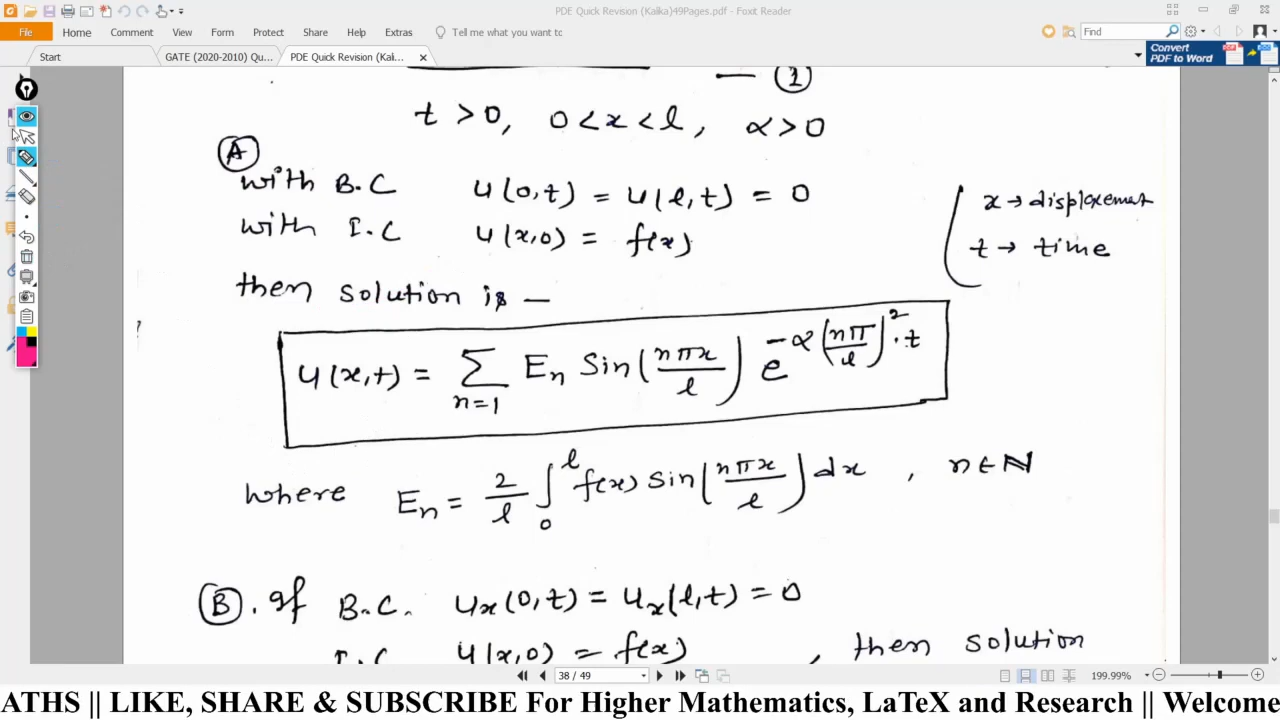 PDE Quick Revision (Kalka)49Pages.pdf - Foxit Reader
File Home Comment View Form Protect Share Help Extras Tell me what you want tc Find
Start GATE (2020-2010) Qu... PDE Quick Revision (Kal... Convert PDF to Word
— ①
t > 0, 0 < x < l, α > 0
Ⓐ
with B.C u(0,t) = u(l,t) = 0
with I.C u(x,0) = f(x)
x → displacement
t → time
then solution is —
u(x,t) = ∑_{n=1} E_n Sin(nπx/l) e^{-α(nπ/l)^2·t}
where E_n = 2/l ∫_0^l f(x) sin(nπx/l) dx , n ∈ ℕ
Ⓑ. If B.C. u_x(0,t) = u_x(l,t) = 0
I.C u(x,0) = f(x) , then solution
38 / 49 199.99%
ATHS || LIKE, SHARE & SUBSCRIBE For Higher Mathematics, LaTeX and Research || Welcome